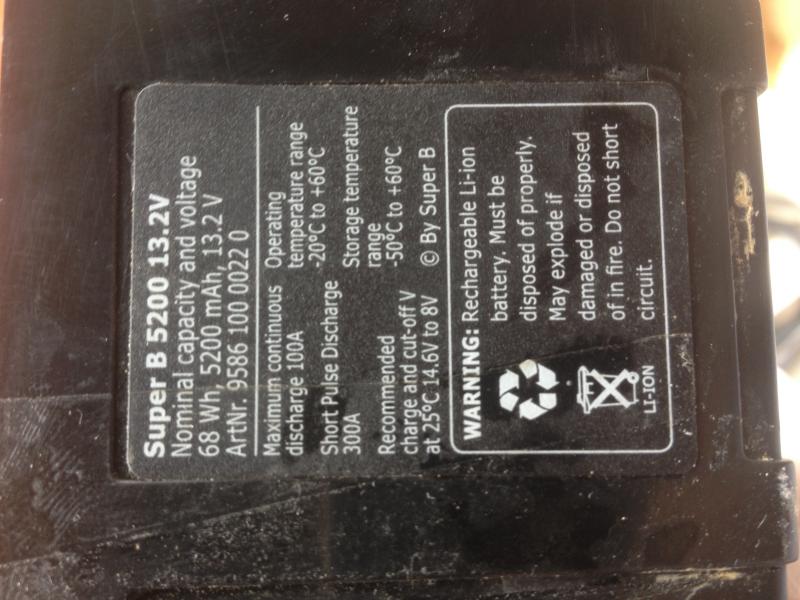 Super B 5200 13.2V
Nominal capacity and voltage
68 Wh, 5200 mAh, 13.2 V
ArtNr. 9586 100 0022 0
Maximum continuous
discharge 100A
Short Pulse Discharge
300A
Recommended
charge and cut-off V
at 25°C 14.6V to 8V
Operating
temperature range
-20°C to +60°C
Storage temperature
range
-50°C to +60°C
© By Super B
WARNING: Rechargeable Li-ion
battery. Must be
disposed of properly.
May explode if
damaged or disposed
of in fire. Do not short
circuit.
LI-ION